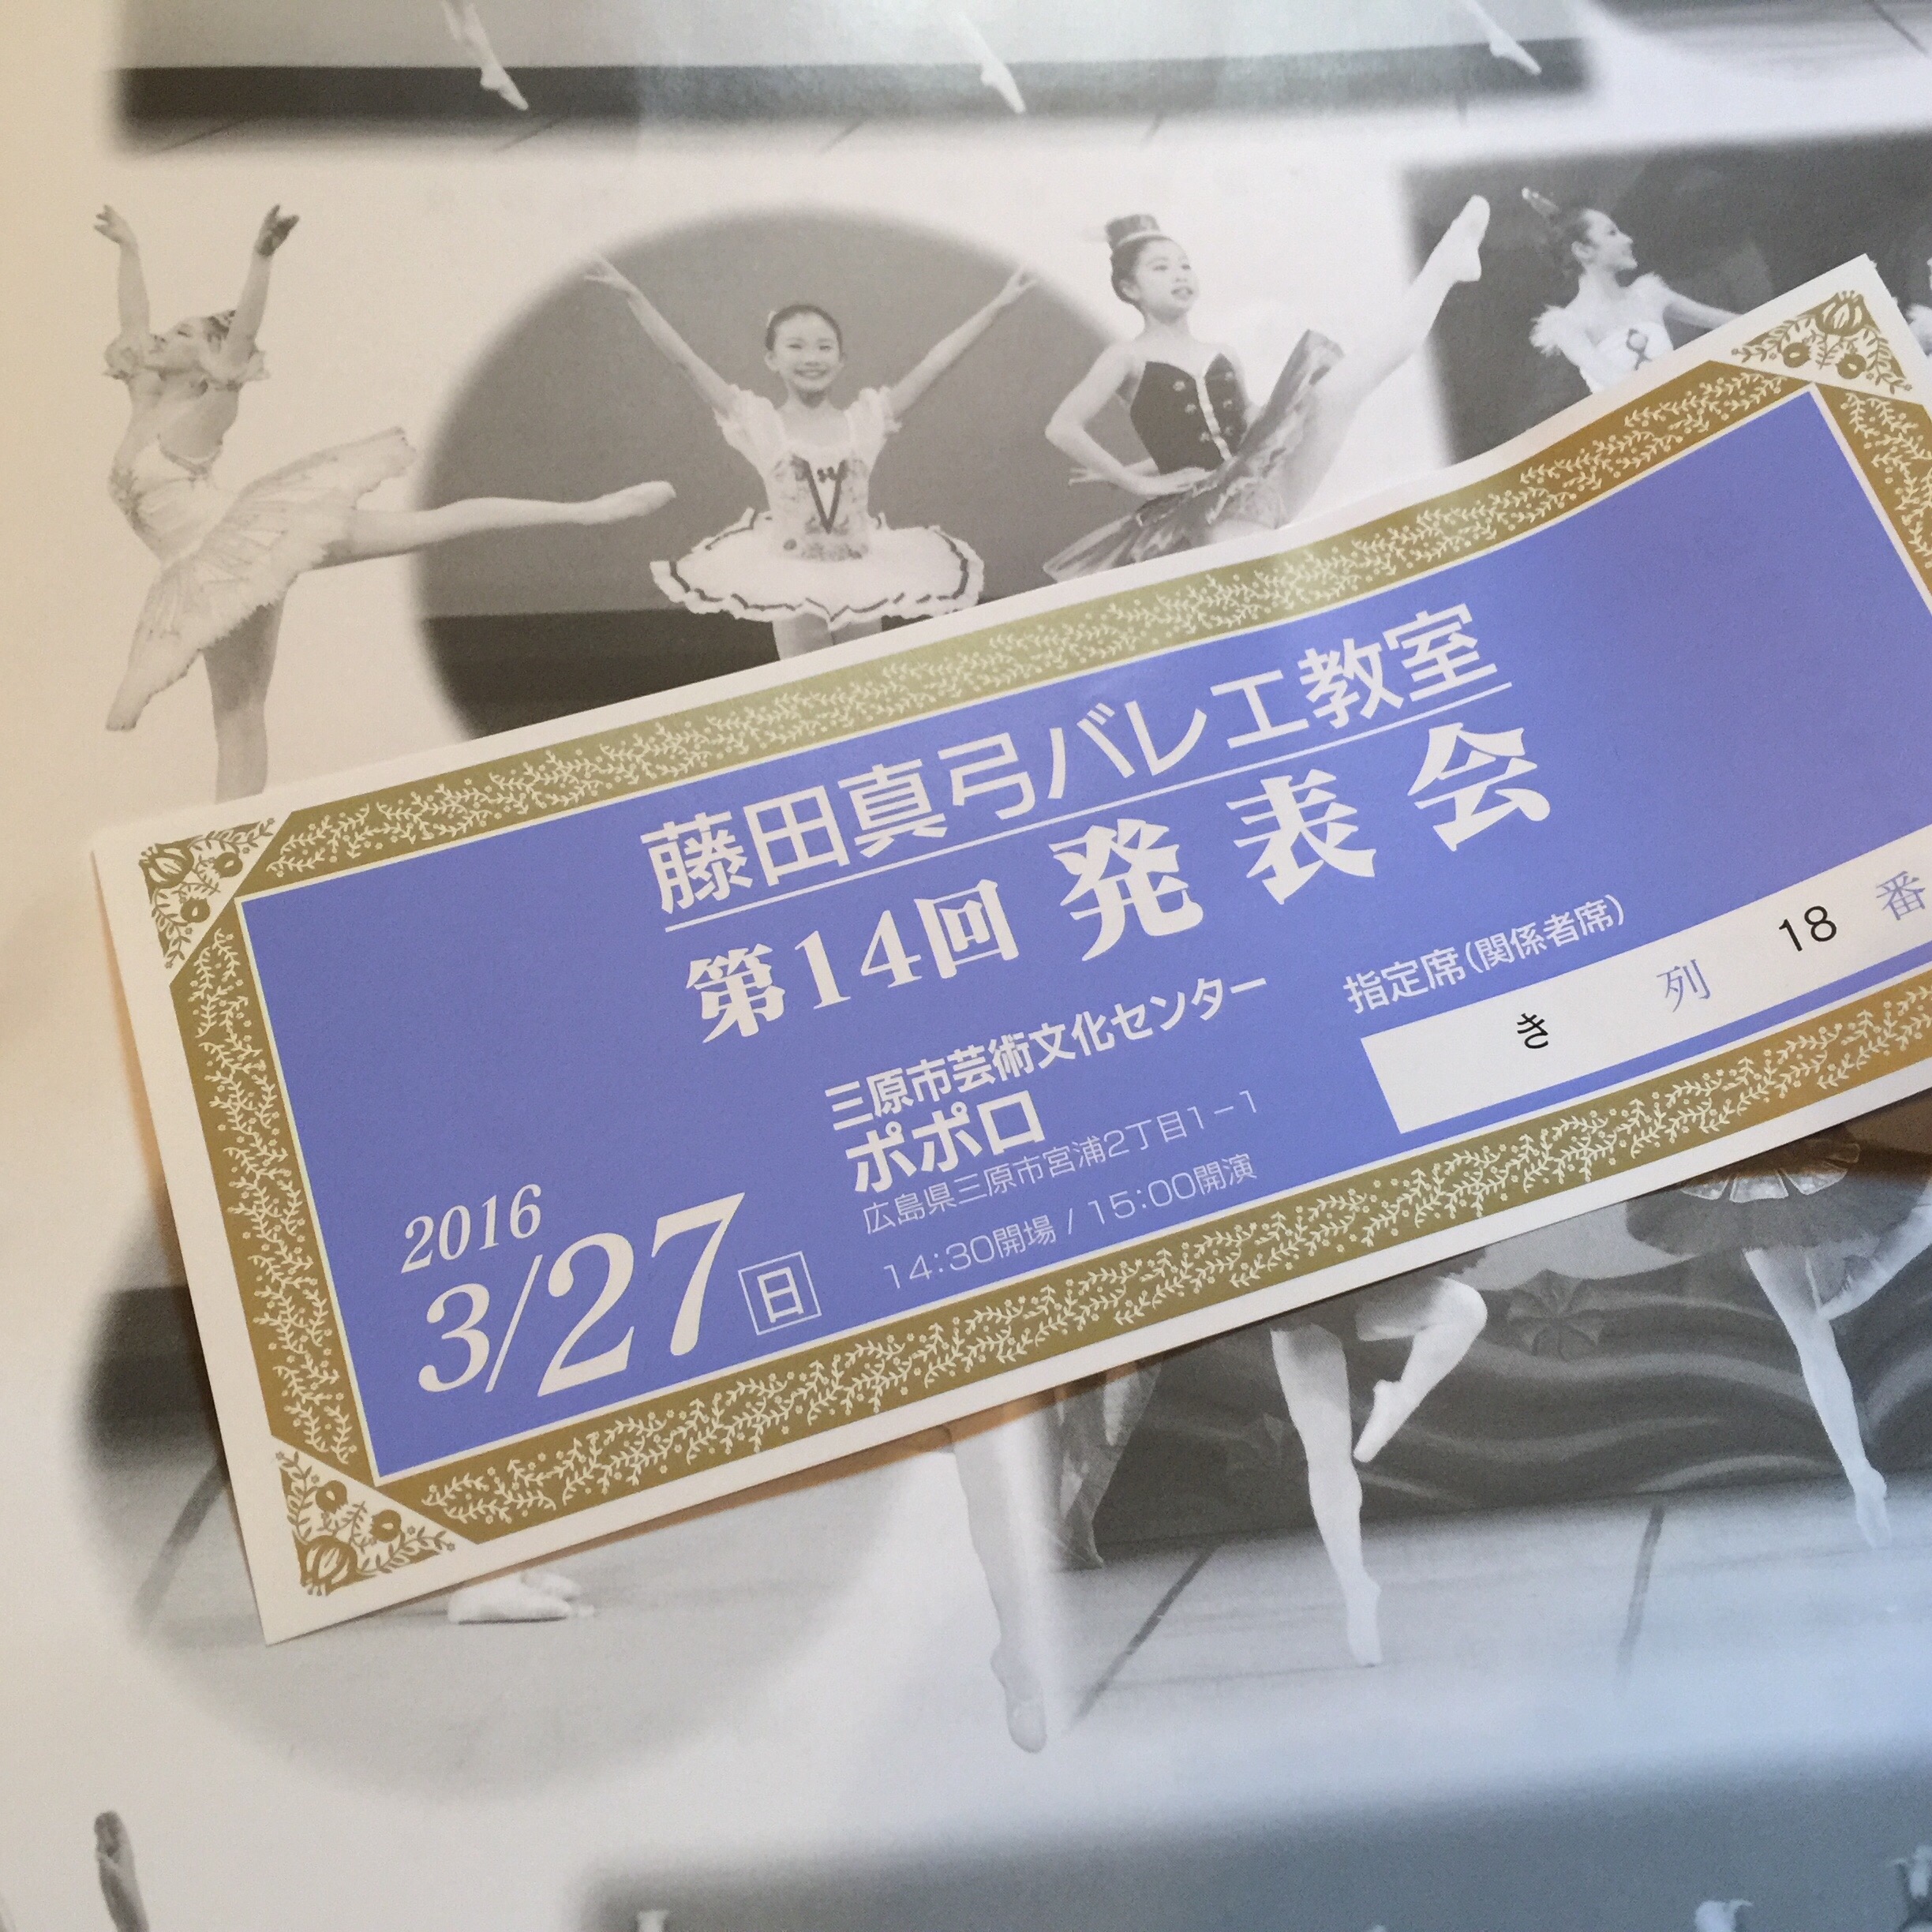 藤田真弓バレエ教室
第14回 発表会
2016
3/27 日
三原市芸術文化センター
ポポロ
広島県三原市宮浦2丁目1−1
14:30開場 / 15:00開演
指定席(関係者席)
き 列 18 番